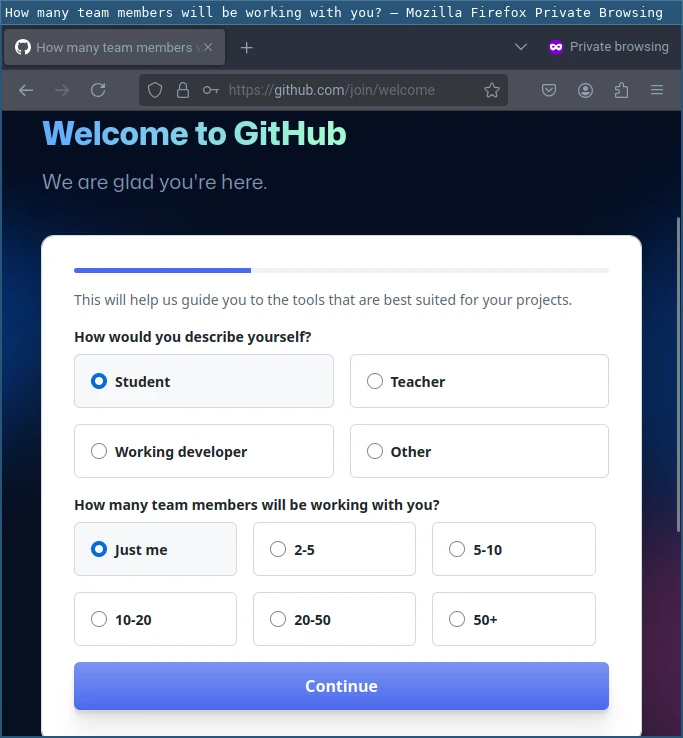 How many team members will be working with you? — Mozilla Firefox Private Browsing
How many team members
Private browsing
https://github.com/join/welcome
Welcome to GitHub
We are glad you're here.
This will help us guide you to the tools that are best suited for your projects.
How would you describe yourself?
Student
Teacher
Working developer
Other
How many team members will be working with you?
Just me
2-5
5-10
10-20
20-50
50+
Continue